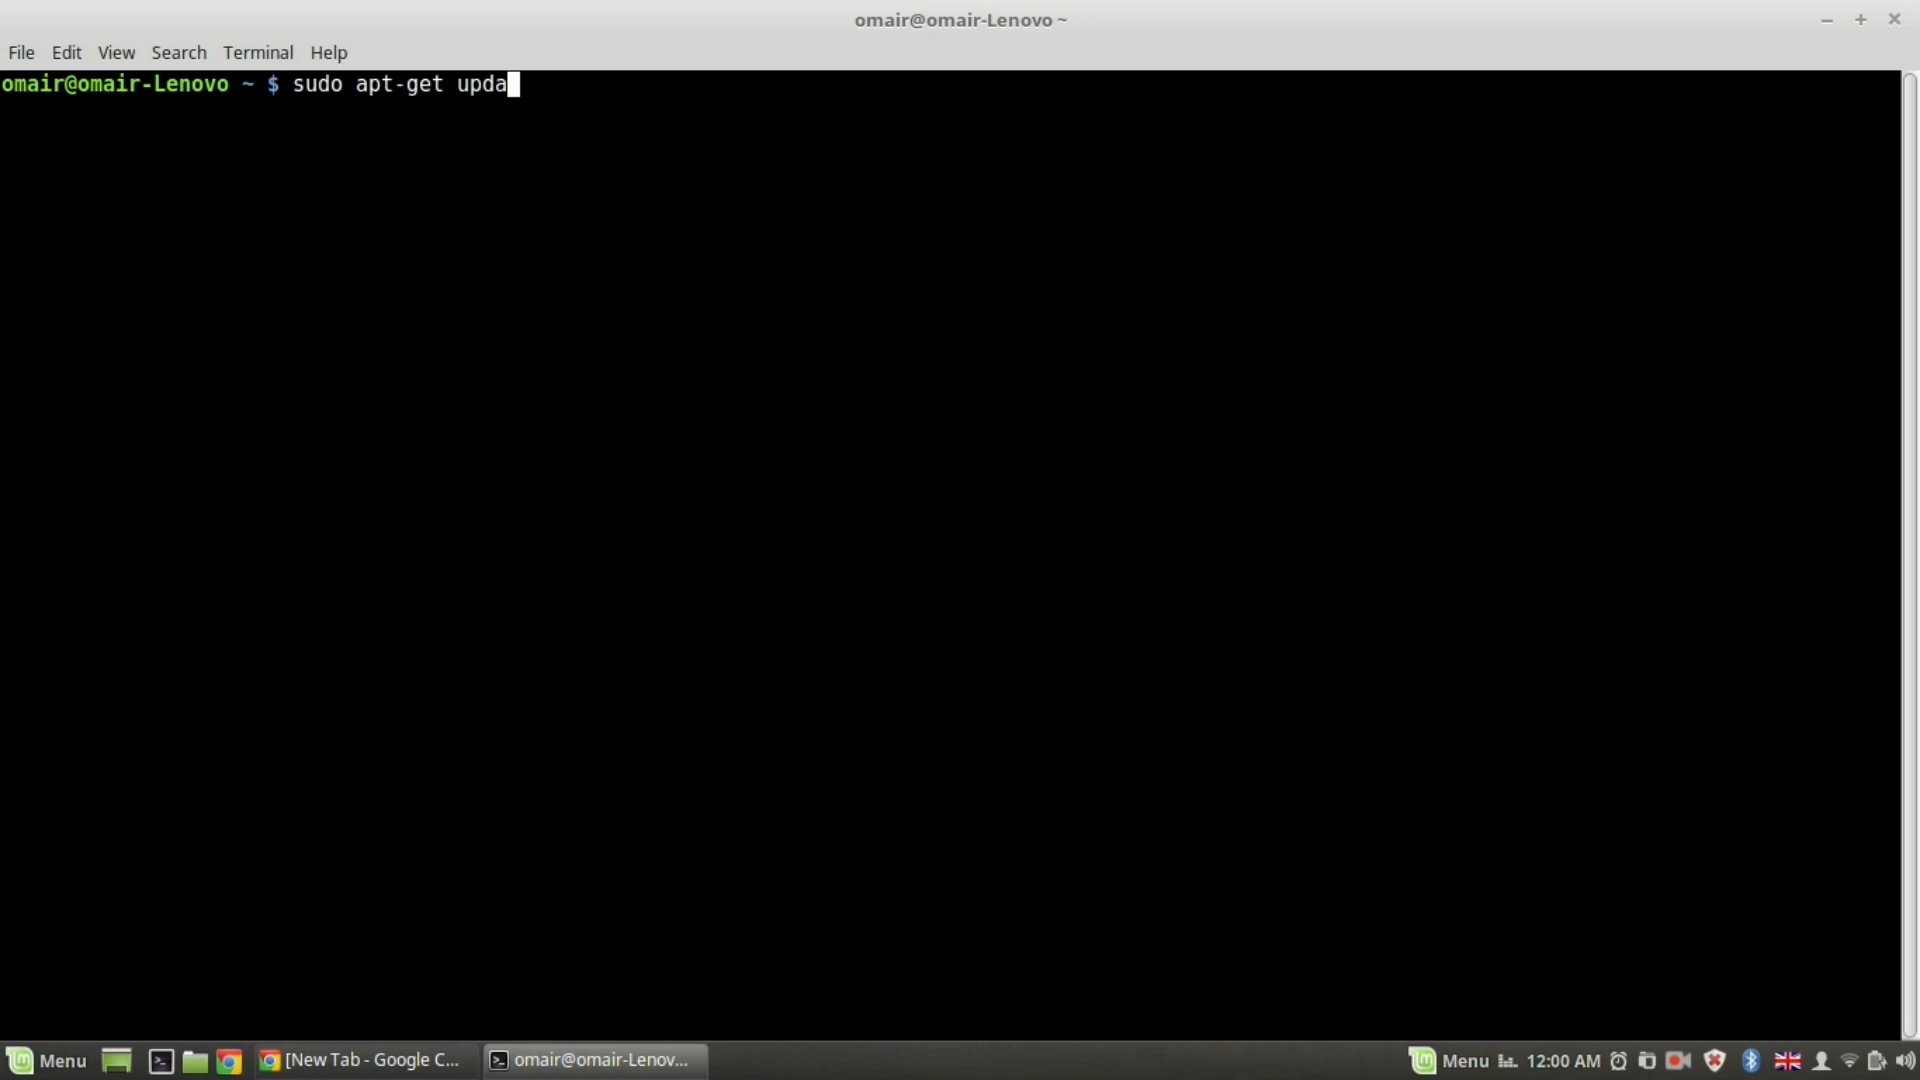 omair@omair-Lenovo ~
File Edit View Search Terminal Help
omair@omair-Lenovo ~ $ sudo apt-get upda
Menu [New Tab - Google C... omair@omair-Lenov... Menu 12:00 AM